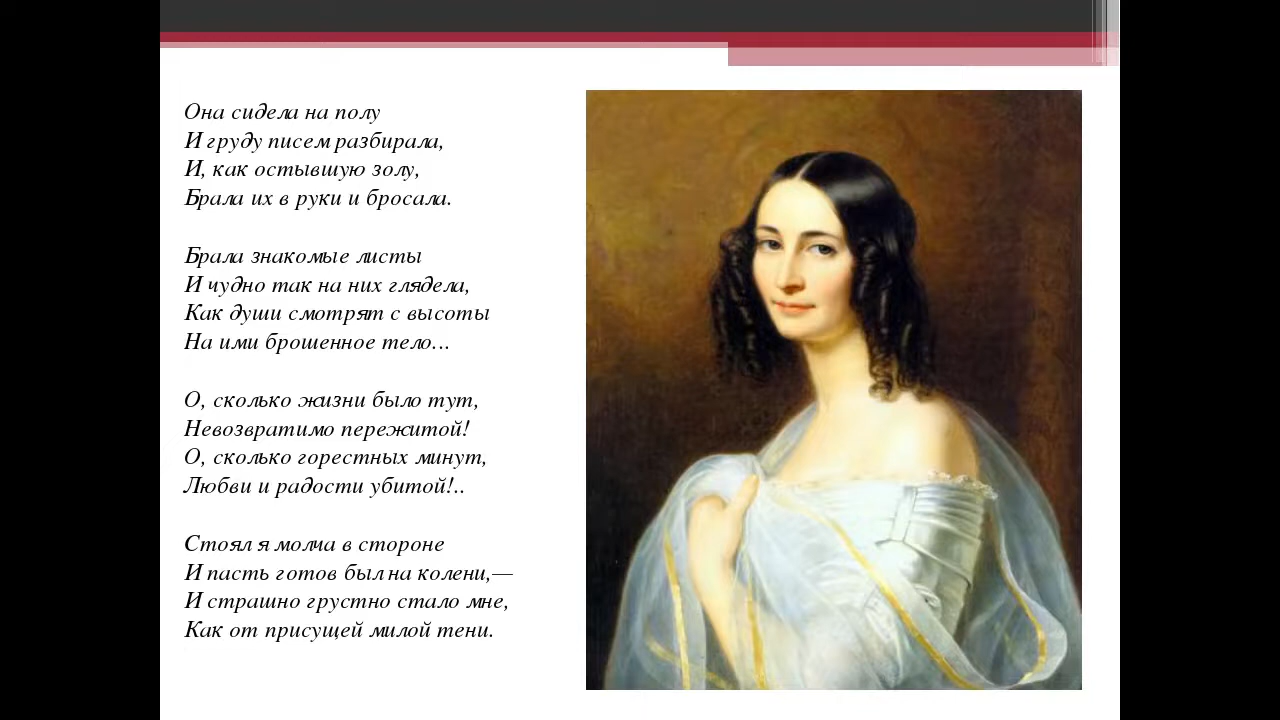 Она сидела на полу
И груду писем разбирала,
И, как остывшую золу,
Брала их в руки и бросала.
Брала знакомые листы
И чудно так на них глядела,
Как души смотрят с высоты
На ими брошенное тело...
О, сколько жизни было тут,
Невозвратимо пережитой!
О, сколько горестных минут,
Любви и радости убитой!..
Стоял я молча в стороне
И пасть готов был на колени,—
И страшно грустно стало мне,
Как от присущей милой тени.